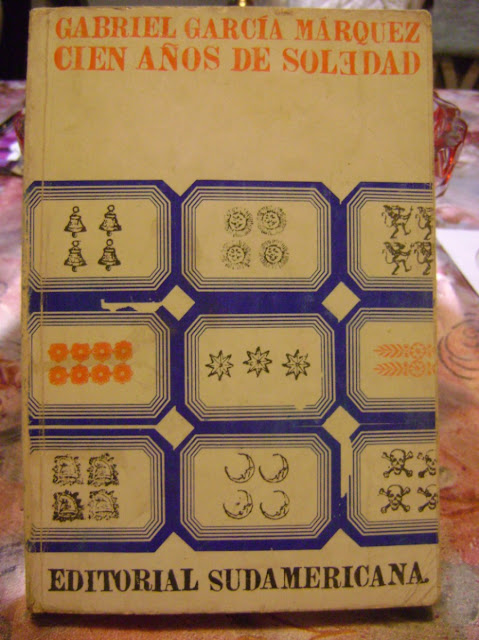 GABRIEL GARCÍA MÁRQUEZ
CIEN AÑOS DE SOLƎDAD
EDITORIAL SUDAMERICANA.